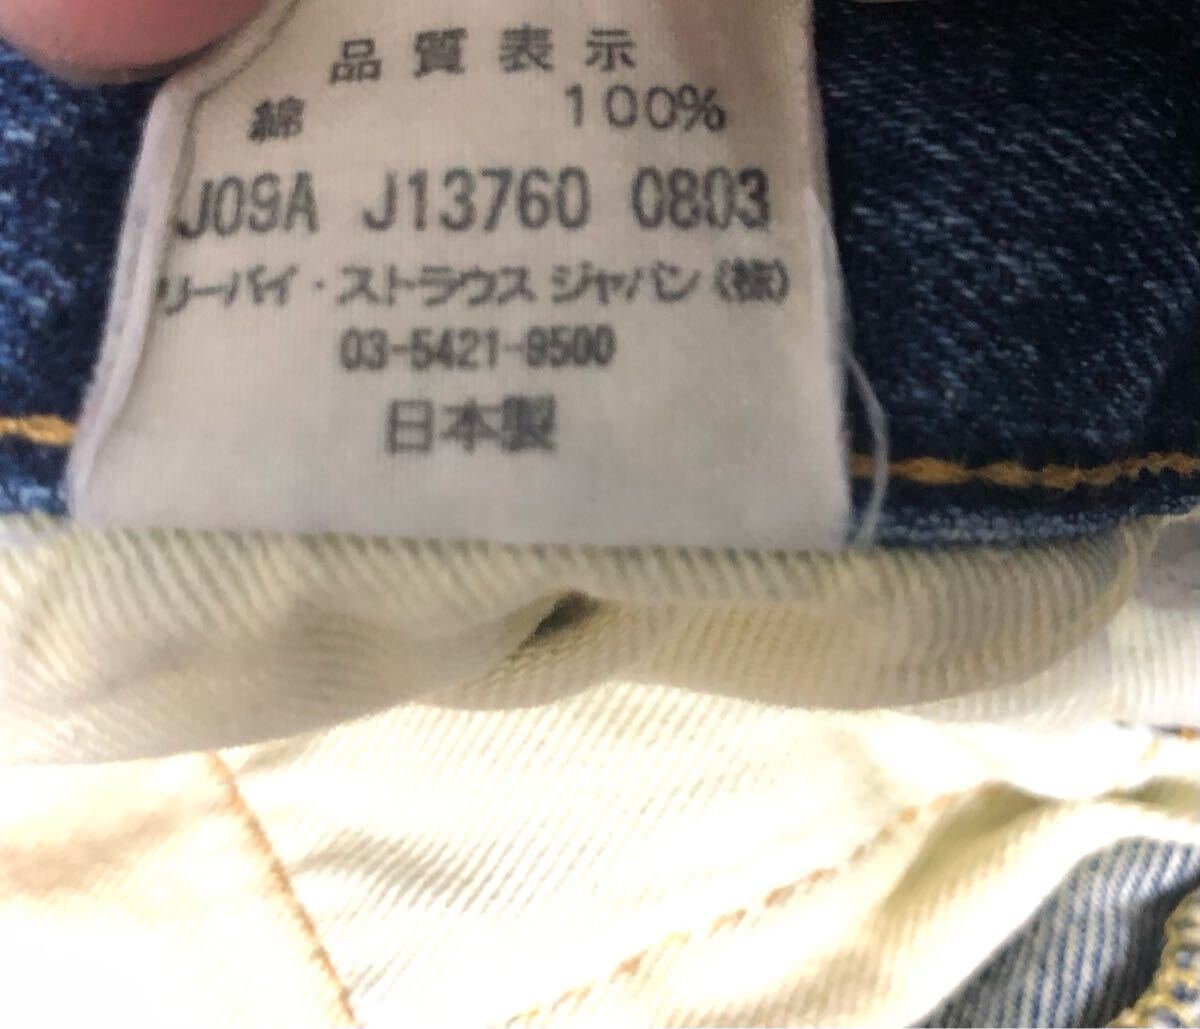 品質表示
綿 100%
J09A J13760 0803
リーバイ・ストラウス ジャパン(株)
03-5421-9500
日本製